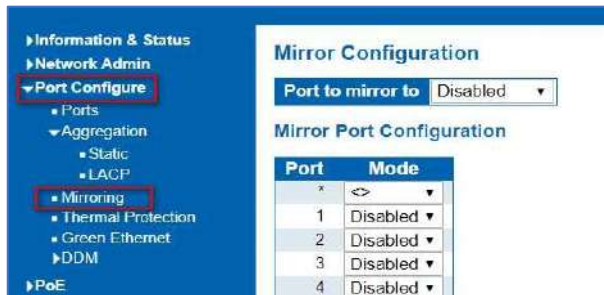 Information & Status
Network Admin
Port Configure
Ports
Aggregation
Static
LACP
Mirroring
Thermal Protection
Green Ethernet
DDM
PoE
Mirror Configuration
Port to mirror to Disabled
Mirror Port Configuration
Port Mode
* <>
1 Disabled
2 Disabled
3 Disabled
4 Disabled